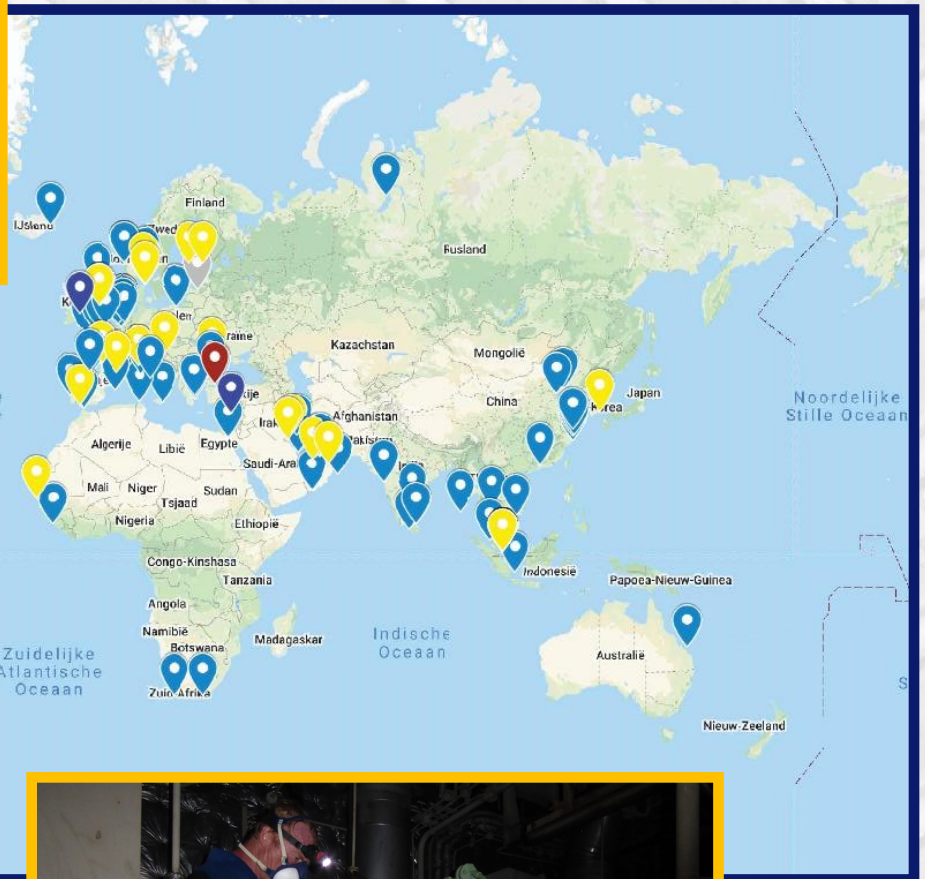 Finland
IJsland
Rusland
Kazachstan
Mongolië
Japan
China
Noordelijke
Stille Oceaan
Afghanistan
Algerije
Libië
Egypte
Mali
Niger
Tsjaad
Sudan
Nigeria
Ethiopië
Congo-Kinshasa
Tanzania
Indonesië
Papoea-Nieuw-Guinea
Angola
Namibië
Botswana
Madagaskar
Indische
Oceaan
Australië
Zuidelijke
Atlantische
Oceaan
Zuid-Afrika
Nieuw-Zeeland